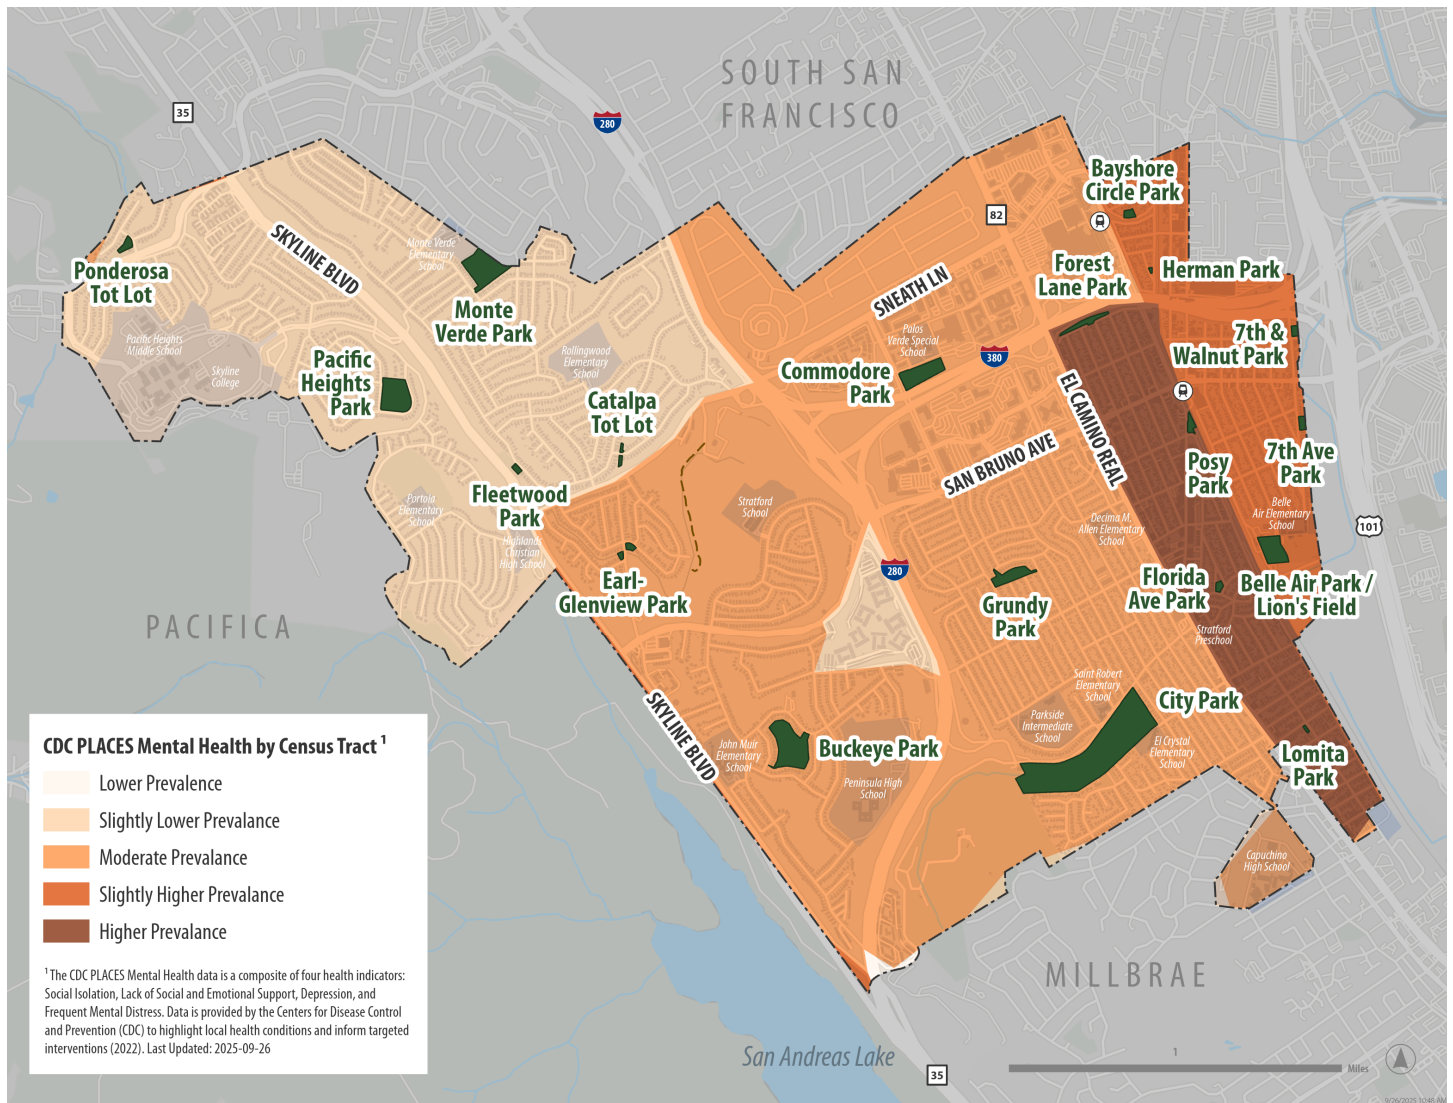 SOUTH SAN
FRANCISCO
35
280
Bayshore
Circle Park
82
SKYLINE BLVD
Monte Verde
Elementary
School
Ponderosa
Tot Lot
Forest
Lane Park
Herman Park
SNEATH LN
Monte
Verde Park
Pacific Heights
Middle School
Palos
Verde Special
School
7th &
Walnut Park
380
Rollingwood
Elementary
School
Pacific
Heights
Park
Skyline
College
Commodore
Park
Catalpa
Tot Lot
EL CAMINO REAL
SAN BRUNO AVE
Posy
Park
7th Ave
Park
Fleetwood
Park
Portola
Elementary
School
Stratford
School
Belle
Air Elementary
School
Decima M.
Allen Elementary
School
101
Highlands
Christian
High School
280
Earl-
Glenview Park
Florida
Ave Park
Belle Air Park /
Lion's Field
Grundy
Park
PACIFICA
Stratford
Preschool
Saint Robert
Elementary
School
City Park
SKYLINE BLVD
Parkside
Intermediate
School
John Muir
Elementary
School
Buckeye Park
El Crystal
Elementary
School
Lomita
Park
Peninsula High
School
Capuchino
High School
MILLBRAE
San Andreas Lake
35
1
Miles
CDC PLACES Mental Health by Census Tract 1
Lower Prevalence
Slightly Lower Prevalance
Moderate Prevalance
Slightly Higher Prevalance
Higher Prevalance
1 The CDC PLACES Mental Health data is a composite of four health indicators:
Social Isolation, Lack of Social and Emotional Support, Depression, and
Frequent Mental Distress. Data is provided by the Centers for Disease Control
and Prevention (CDC) to highlight local health conditions and inform targeted
interventions (2022). Last Updated: 2025-09-26
9/26/2025 10:46 AM